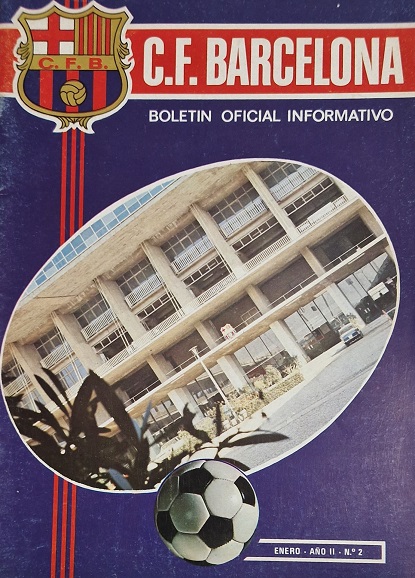 C. F. B.
C.F. BARCELONA
BOLETIN OFICIAL INFORMATIVO
ENERO - AÑO II - N.º 2